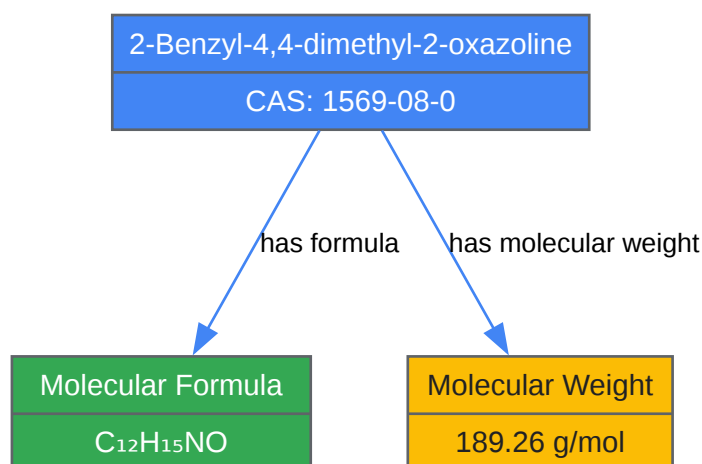 2-Benzyl-4,4-dimethyl-2-oxazoline
CAS: 1569-08-0
has formula
has molecular weight
Molecular Formula
C₁₂H₁₅NO
Molecular Weight
189.26 g/mol